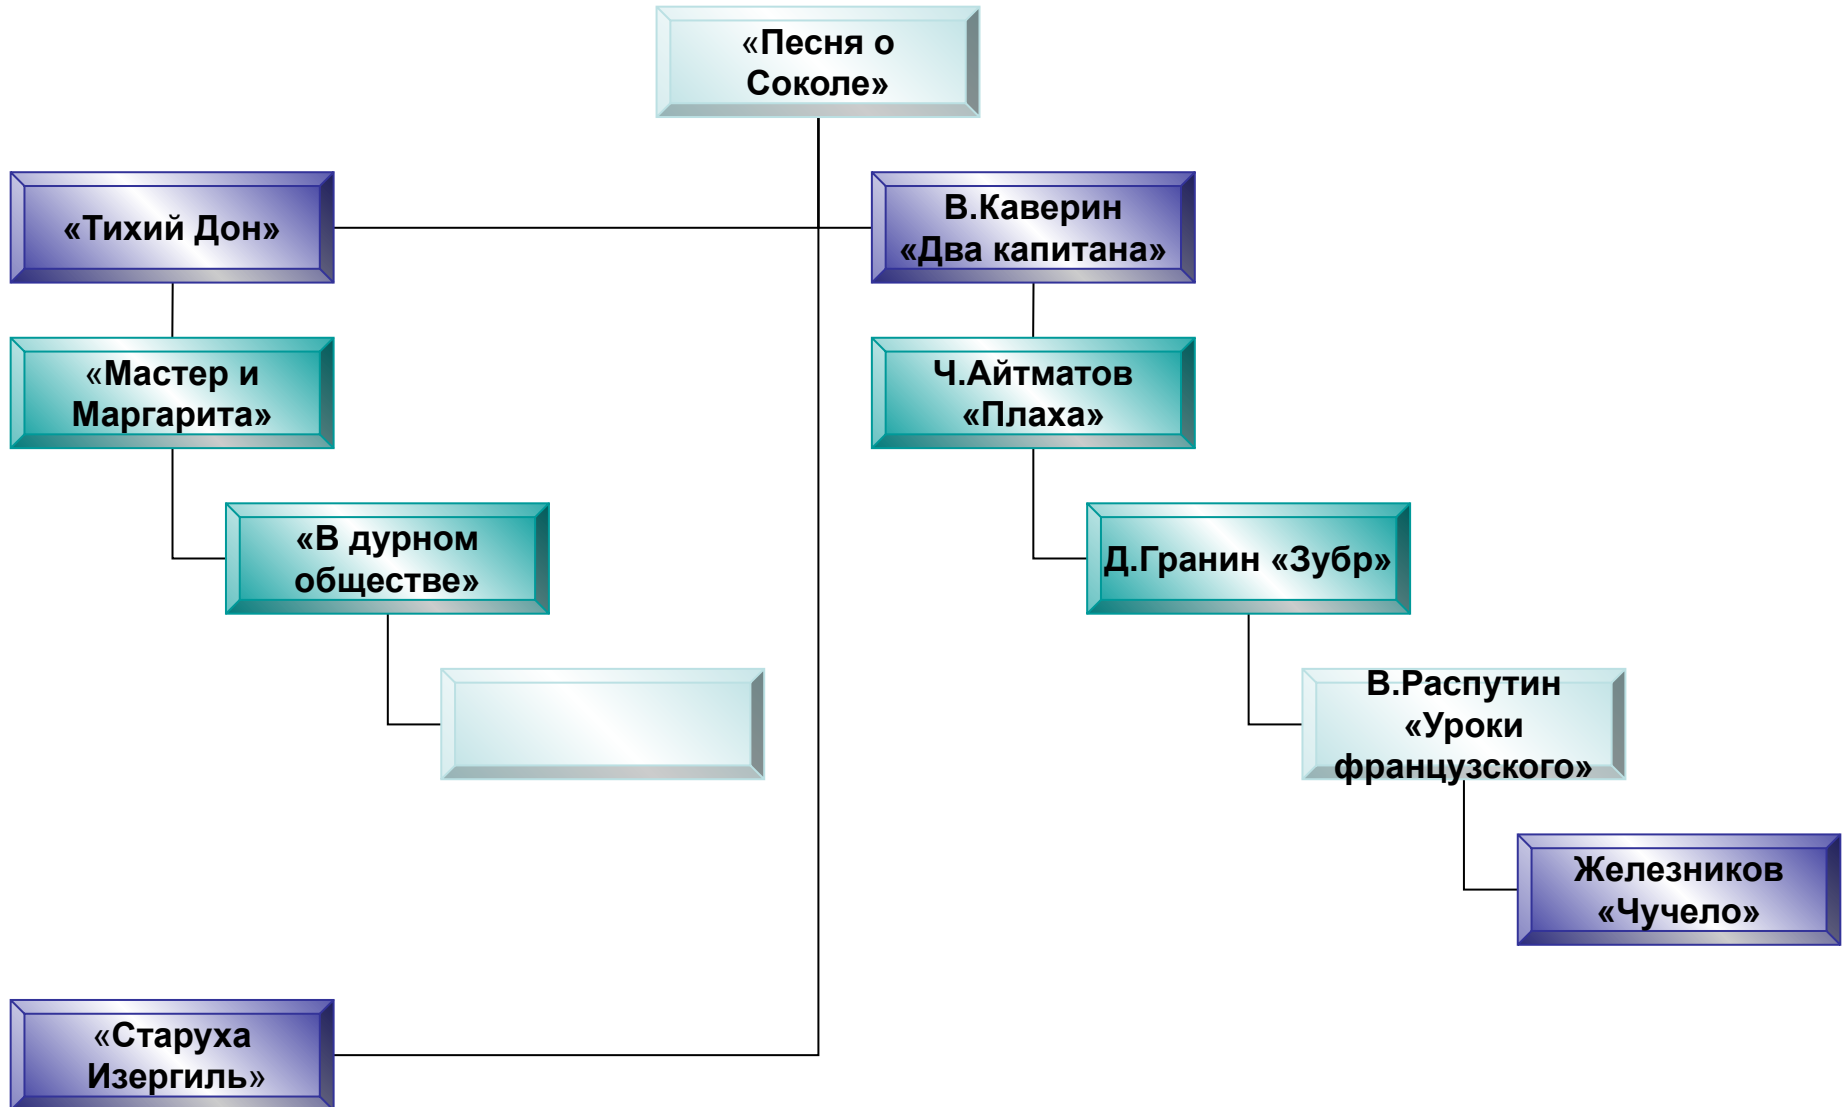 «Песня о
Соколе»
«Тихий Дон»
В.Каверин
«Два капитана»
«Мастер и
Маргарита»
Ч.Айтматов
«Плаха»
«В дурном
обществе»
Д.Гранин «Зубр»
В.Распутин
«Уроки
французского»
Железников
«Чучело»
«Старуха
Изергиль»